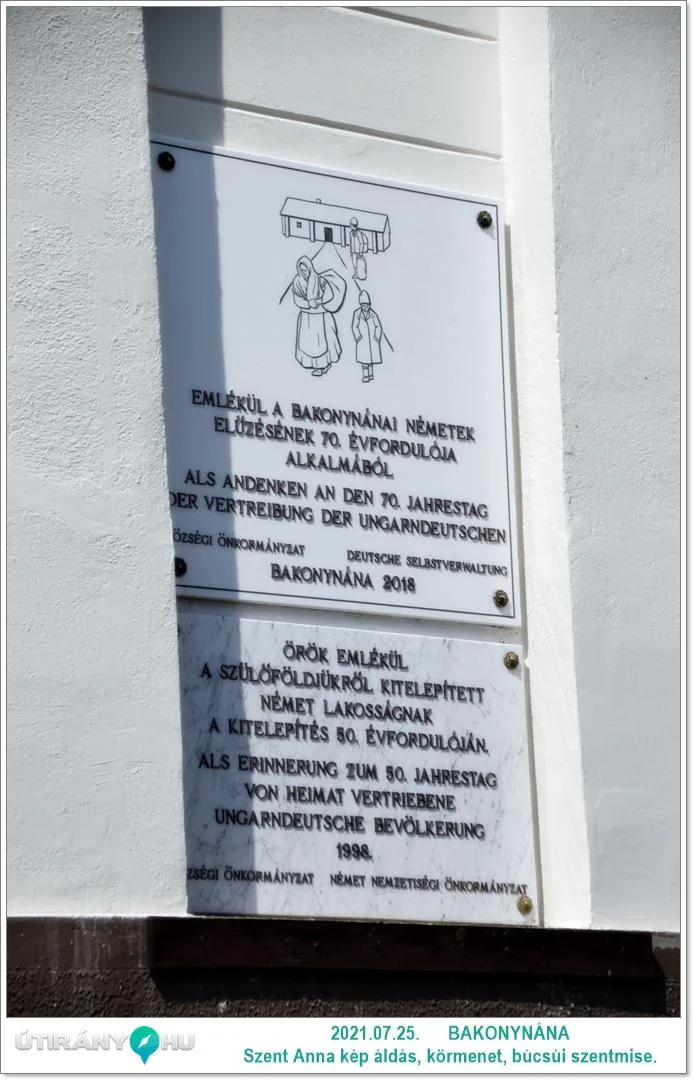 EMLÉKÜL A BAKONYNÁNAI NÉMETEK
ELŰZÉSÉNEK 70. ÉVFORDULÓJA
ALKALMÁBÓL
ALS ANDENKEN AN DEN 70. JAHRESTAG
DER VERTREIBUNG DER UNGARNDEUTSCHEN
ÖZSÉGI ÖNKORMÁNYZAT DEUTSCHE SELBSTVERWALTUNG
BAKONYNÁNA 2018
ÖRÖK EMLÉKÜL
A SZÜLŐFÖLDJÜKRŐL KITELEPÍTETT
NÉMET LAKOSSÁGNAK
A KITELEPÍTÉS 50. ÉVFORDULÓJÁN.
ALS ERINNERUNG ZUM 50. JAHRESTAG
VON HEIMAT VERTRIEBENE
UNGARNDEUTSCHE BEVÖLKERUNG
1998.
ZSÉGI ÖNKORMÁNYZAT NÉMET NEMZETISÉGI ÖNKORMÁNYZAT
ÚTIRÁNY HU
2021.07.25. BAKONYNÁNA
Szent Anna kép áldás, körmenet, búcsúi szentmise.